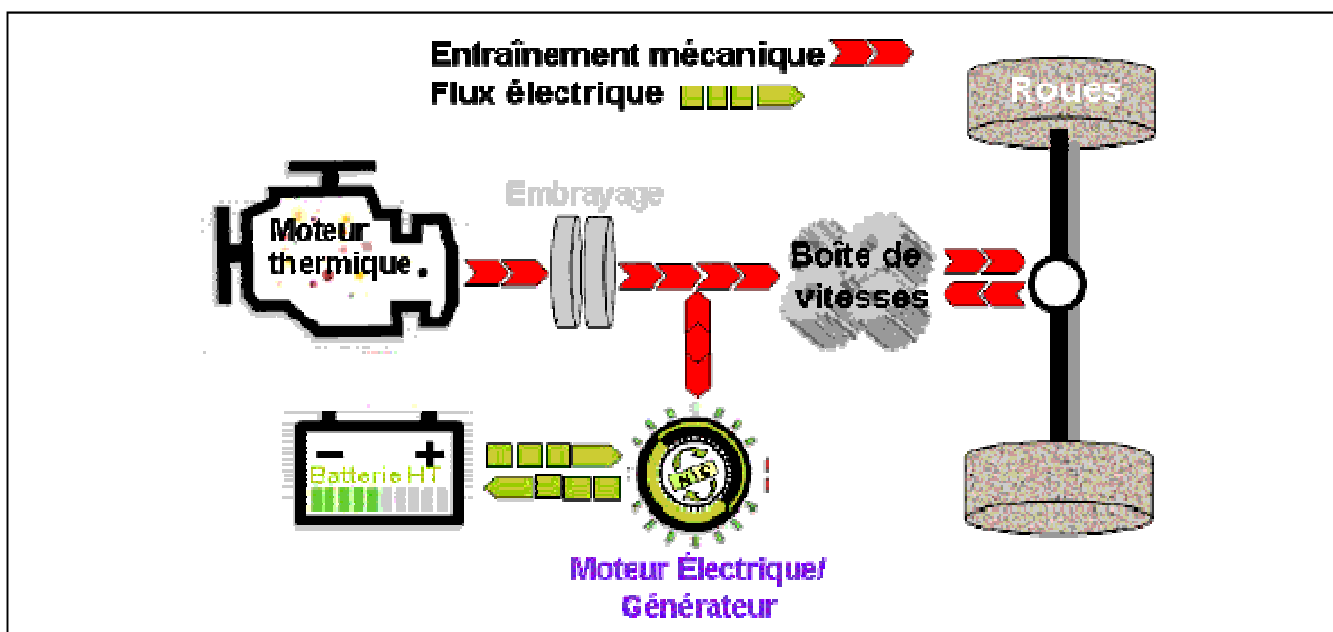 Entraînement mécanique
Flux électrique
Roues
Embrayage
Moteur
thermique
Boîte de
vitesses
- +
Batterie HT
Moteur Électrique/
Générateur